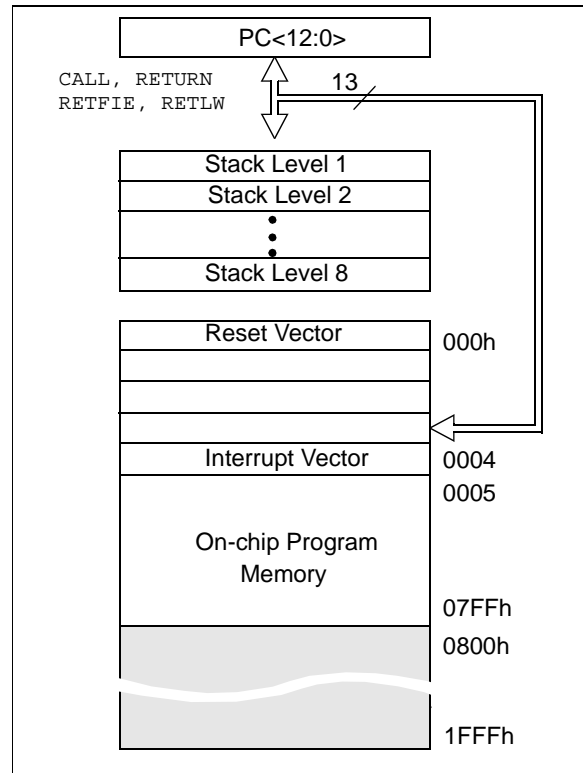 PC<12:0>
CALL, RETURN
RETFIE, RETLW
13
Stack Level 1
Stack Level 2
Stack Level 8
Reset Vector
000h
Interrupt Vector
0004
0005
On-chip Program
Memory
07FFh
0800h
1FFFh